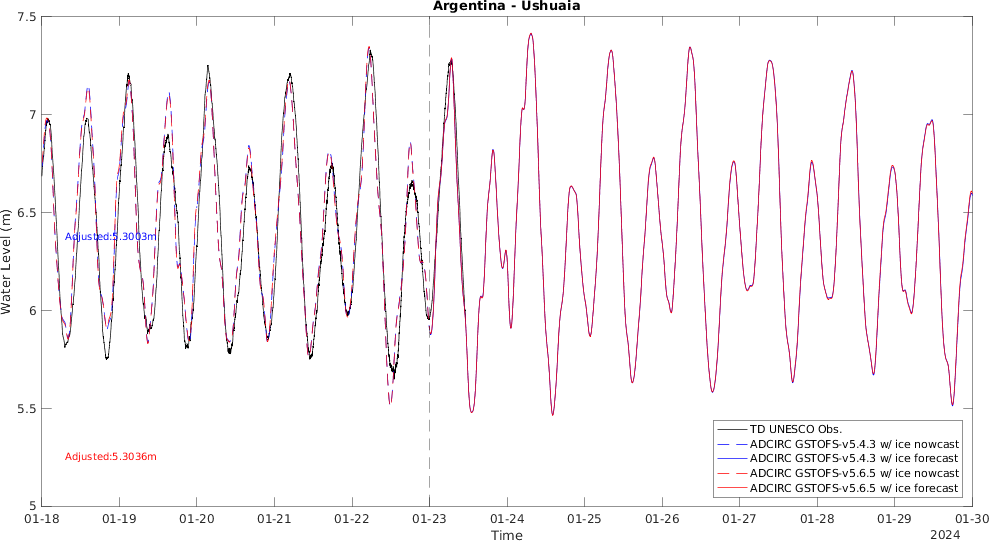 Argentina - Ushuaia
7.5
7
6.5
6
5.5
5
Water Level (m)
Adjusted:5.3003m
Adjusted:5.3036m
TD UNESCO Obs.
ADCIRC GSTOFS-v5.4.3 w/ ice nowcast
ADCIRC GSTOFS-v5.4.3 w/ ice forecast
ADCIRC GSTOFS-v5.6.5 w/ ice nowcast
ADCIRC GSTOFS-v5.6.5 w/ ice forecast
01-18 01-19 01-20 01-21 01-22 01-23 01-24 01-25 01-26 01-27 01-28 01-29 01-30
Time
2024